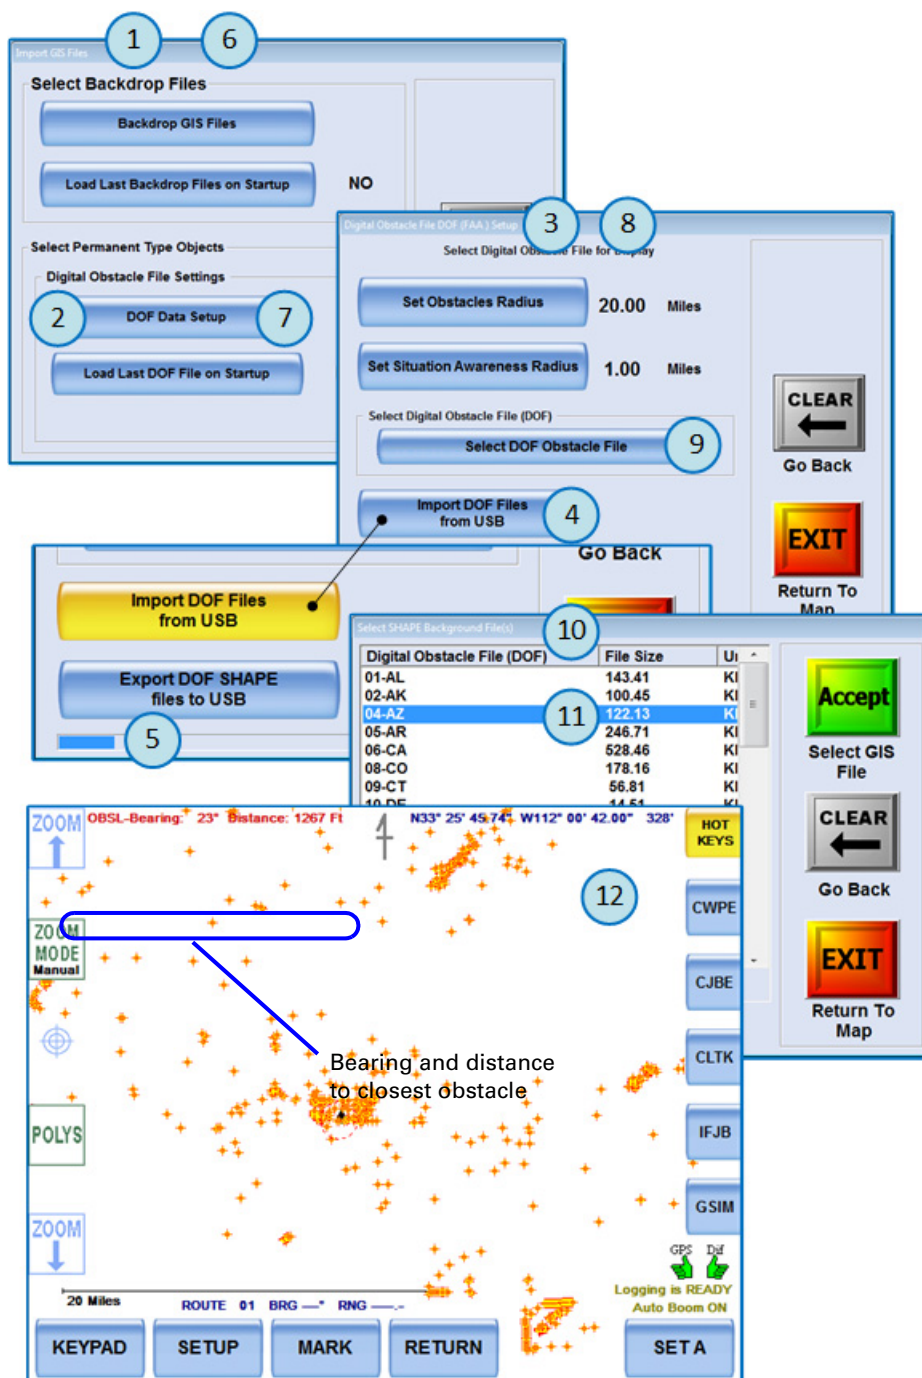 1
6
Import GIS Files
Select Backdrop Files
Backdrop GIS Files
Load Last Backdrop Files on Startup
NO
Select Permanent Type Objects
Digital Obstacle File Settings
2
DOF Data Setup
7
Load Last DOF File on Startup
3
8
Digital Obstacle File DOF (FAA ) Setup
Select Digital Obstacle File for Display
Set Obstacles Radius
20.00
Miles
Set Situation Awareness Radius
1.00
Miles
Select Digital Obstacle File (DOF)
Select DOF Obstacle File
9
Import DOF Files
from USB
4
CLEAR
Go Back
EXIT
Return To
Map
Go Back
Import DOF Files
from USB
Export DOF SHAPE
files to USB
5
Select SHAPE Background File(s)
10
Digital Obstacle File (DOF) File Size
01-AL 143.41
02-AK 100.45
04-AZ 122.13
11
05-AR 246.71
06-CA 528.46
08-CO 178.16
09-CT 56.81
10-DE 14.51
Accept
Select GIS
File
CLEAR
Go Back
EXIT
Return To
Map
ZOOM
OBSL-Bearing: 23° Distance: 1267 Ft
N33° 25' 45.74" W112° 00' 42.00" 328'
HOT
KEYS
12
CWPE
ZOOM
MODE
Manual
CJBE
CLTK
Bearing and distance
to closest obstacle
POLYS
IFJB
GSIM
ZOOM
GPS Dif
Logging is READY
Auto Boom ON
20 Miles
ROUTE 01 BRG ---° RNG ---.-
KEYPAD
SETUP
MARK
RETURN
SET A